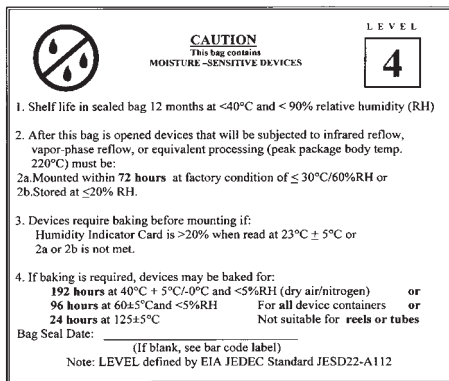 LEVEL
CAUTION
This bag contains
MOISTURE –SENSITIVE DEVICES
4
1. Shelf life in sealed bag 12 months at <40°C and < 90% relative humidity (RH)
2. After this bag is opened devices that will be subjected to infrared reflow,
vapor-phase reflow, or equivalent processing (peak package body temp.
220°C) must be:
2a.Mounted within 72 hours at factory condition of ≤ 30°C/60%RH or
2b.Stored at ≤20% RH.
3. Devices require baking before mounting if:
Humidity Indicator Card is >20% when read at 23°C ± 5°C or
2a or 2b is not met.
4. If baking is required, devices may be baked for:
192 hours at 40°C + 5°C/-0°C and <5%RH (dry air/nitrogen) or
96 hours at 60±5°Cand <5%RH For all device containers or
24 hours at 125±5°C Not suitable for reels or tubes
Bag Seal Date:
(If blank, see bar code label)
Note: LEVEL defined by EIA JEDEC Standard JESD22-A112